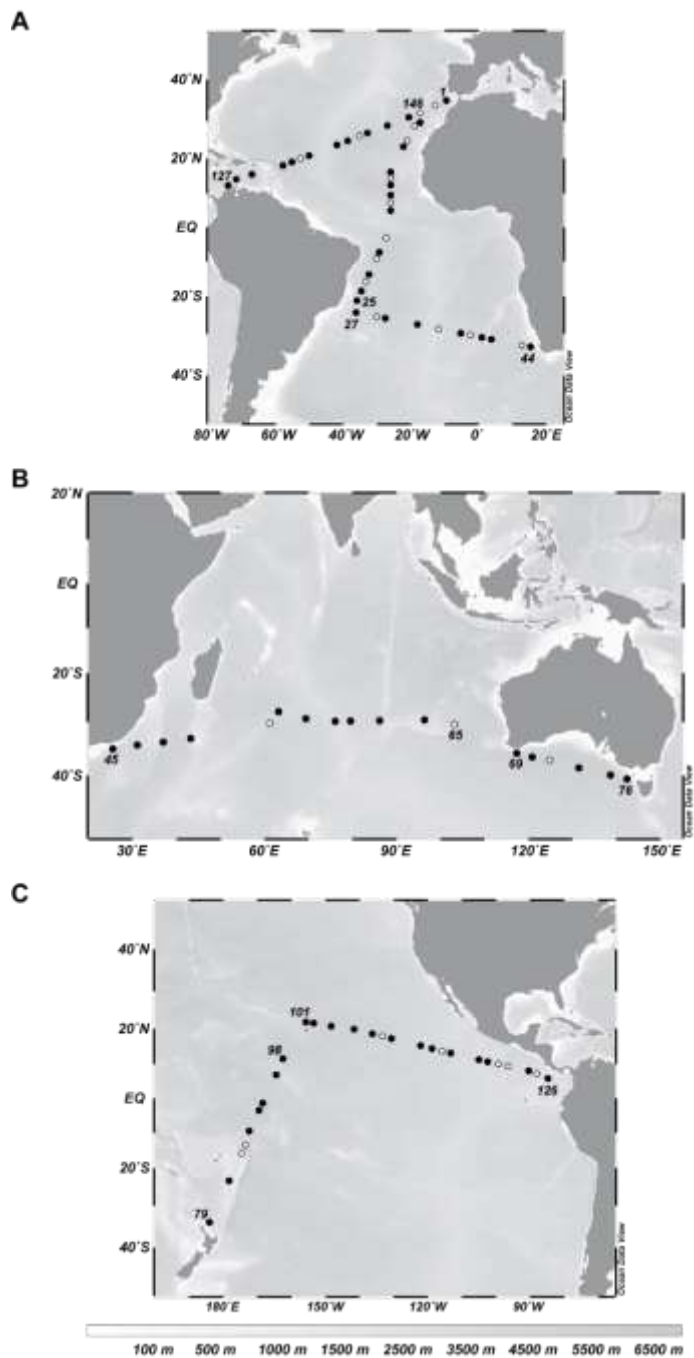 A
40˚N
1
146
20˚N
127
EQ
20˚S
25
27
44
40˚S
Ocean Data View
80˚W 60˚W 40˚W 20˚W 0˚ 20˚E
B
20˚N
EQ
20˚S
65
45
69
40˚S
76
Ocean Data View
30˚E 60˚E 90˚E 120˚E 150˚E
C
40˚N
101
20˚N
98
126
EQ
20˚S
79
40˚S
Ocean Data View
180˚E 150˚W 120˚W 90˚W
100 m 500 m 1000 m 1500 m 2500 m 3500 m 4500 m 5500 m 6500 m